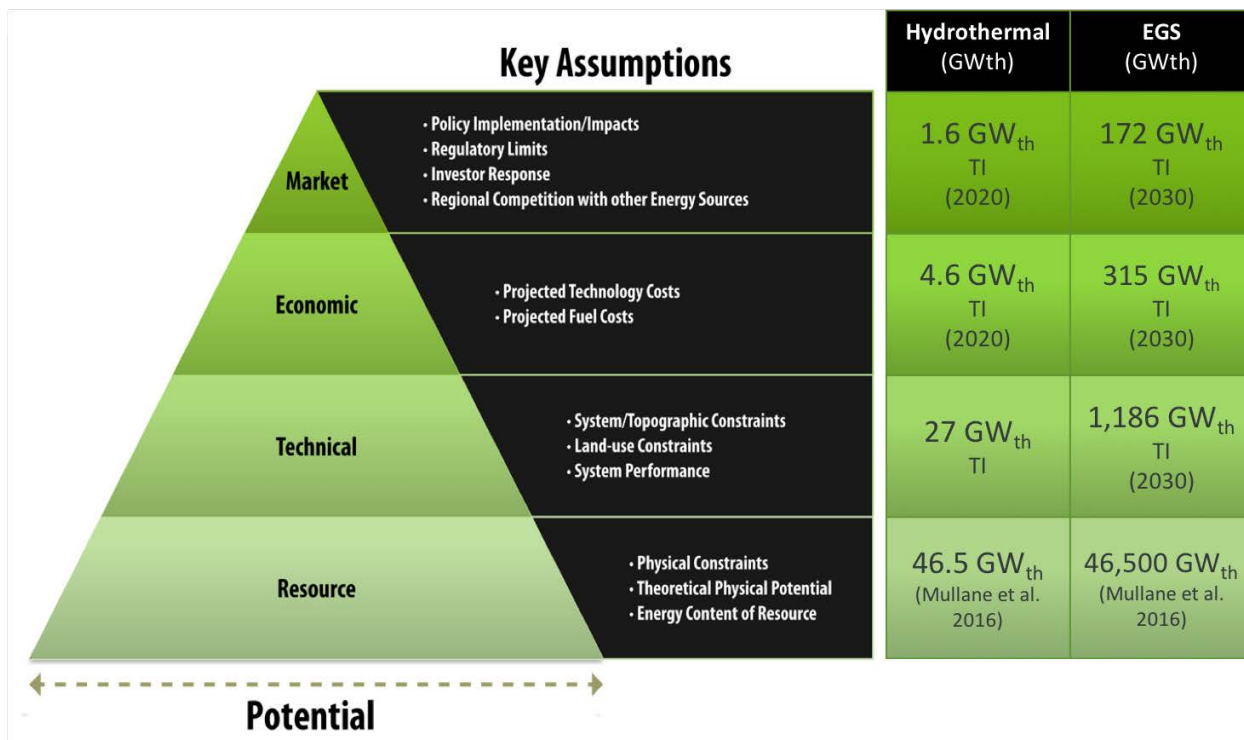 Key Assumptions
Hydrothermal
(GWth)
EGS
(GWth)
Market
• Policy Implementation/Impacts
• Regulatory Limits
• Investor Response
• Regional Competition with other Energy Sources
1.6 GWth
TI
(2020)
172 GWth
TI
(2030)
Economic
• Projected Technology Costs
• Projected Fuel Costs
4.6 GWth
TI
(2020)
315 GWth
TI
(2030)
Technical
• System/Topographic Constraints
• Land-use Constraints
• System Performance
27 GWth
TI
1,186 GWth
TI
(2030)
Resource
• Physical Constraints
• Theoretical Physical Potential
• Energy Content of Resource
46.5 GWth
(Mullane et al.
2016)
46,500 GWth
(Mullane et al.
2016)
Potential